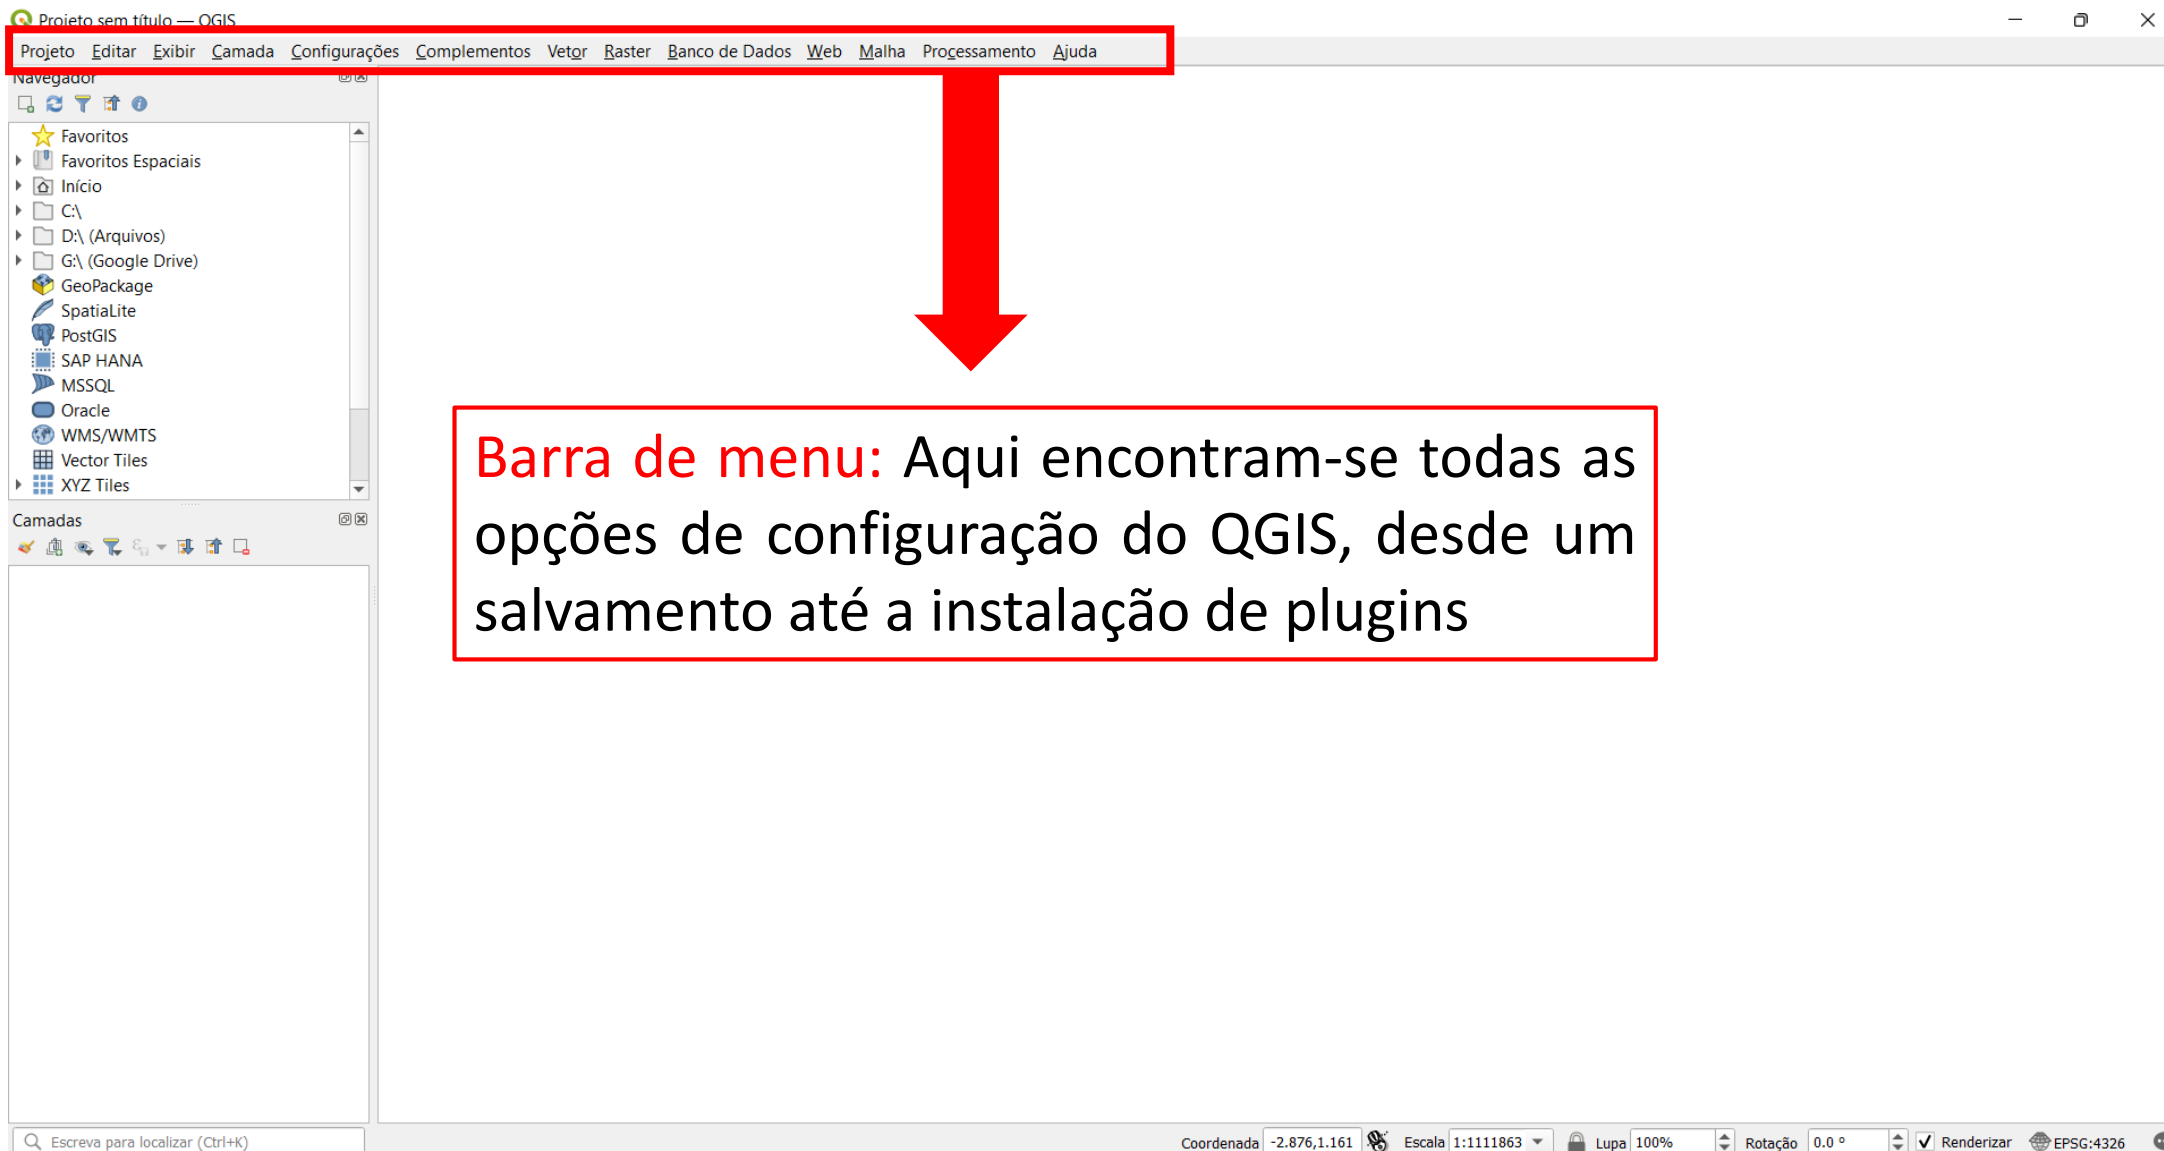 Projeto sem título — QGIS
Projeto Editar Exibir Camada Configurações Complementos Vetor Raster Banco de Dados Web Malha Processamento Ajuda
Navegador
Favoritos
Favoritos Espaciais
Início
C:\
D:\ (Arquivos)
G:\ (Google Drive)
GeoPackage
SpatiaLite
PostGIS
SAP HANA
MSSQL
Oracle
WMS/WMTS
Vector Tiles
XYZ Tiles
Camadas
Barra de menu: Aqui encontram-se todas as
opções de configuração do QGIS, desde um
salvamento até a instalação de plugins
Escreva para localizar (Ctrl+K)
Coordenada -2.876,1.161 Escala 1:1111863 Lupa 100% Rotação 0.0 ° Renderizar EPSG:4326